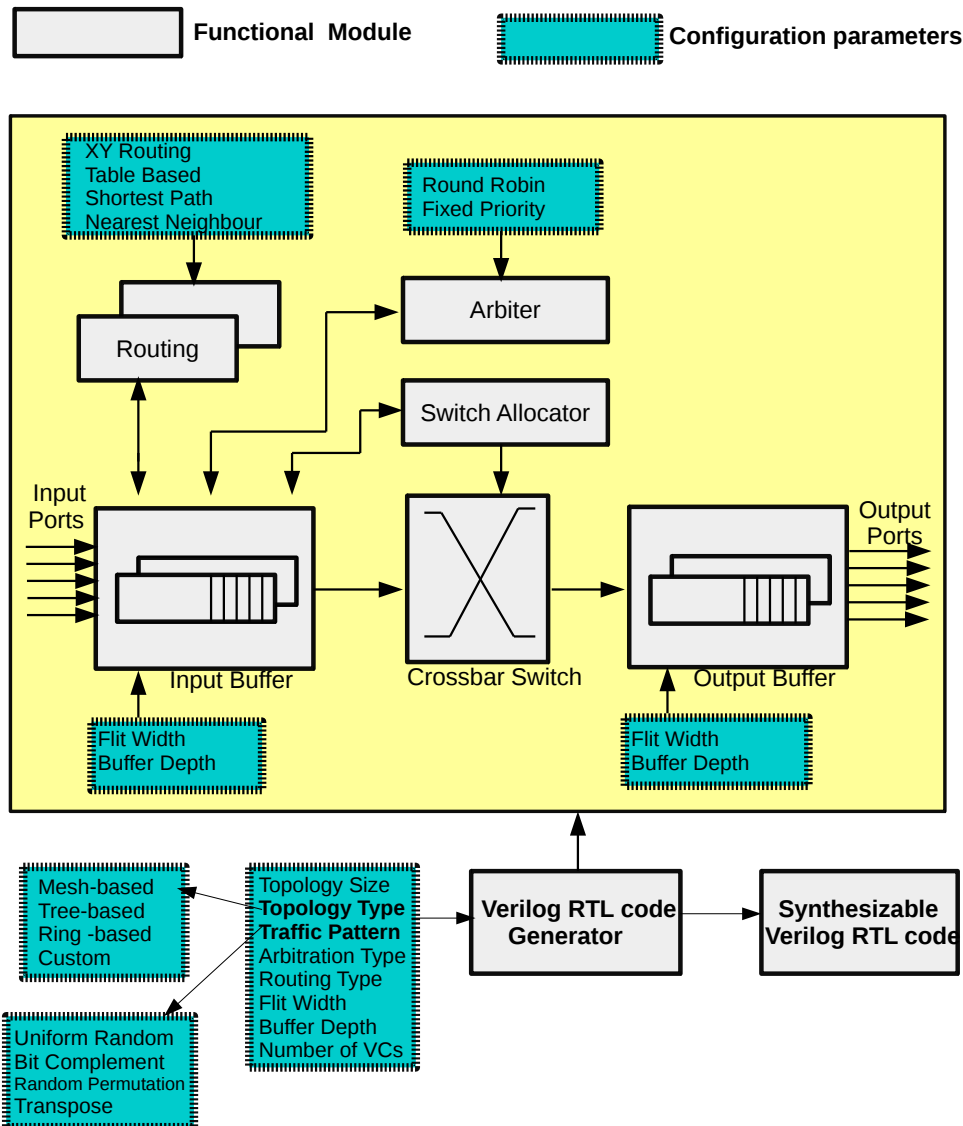 Functional  Module
Configuration parameters
XY Routing
Table Based
Shortest Path
Nearest Neighbour
Round Robin
Fixed Priority
Arbiter
Routing
Switch Allocator
Input
Ports
Output
Ports
Input Buffer
Crossbar Switch
Output Buffer
Flit Width
Buffer Depth
Flit Width
Buffer Depth
Mesh-based
Tree-based
Ring -based
Custom
Topology Size
Topology Type
Traffic Pattern
Arbitration Type
Routing Type
Flit Width
Buffer Depth
Number of VCs
Verilog RTL code
Generator
Synthesizable
Verilog RTL code
Uniform Random
Bit Complement
Random Permutation
Transpose